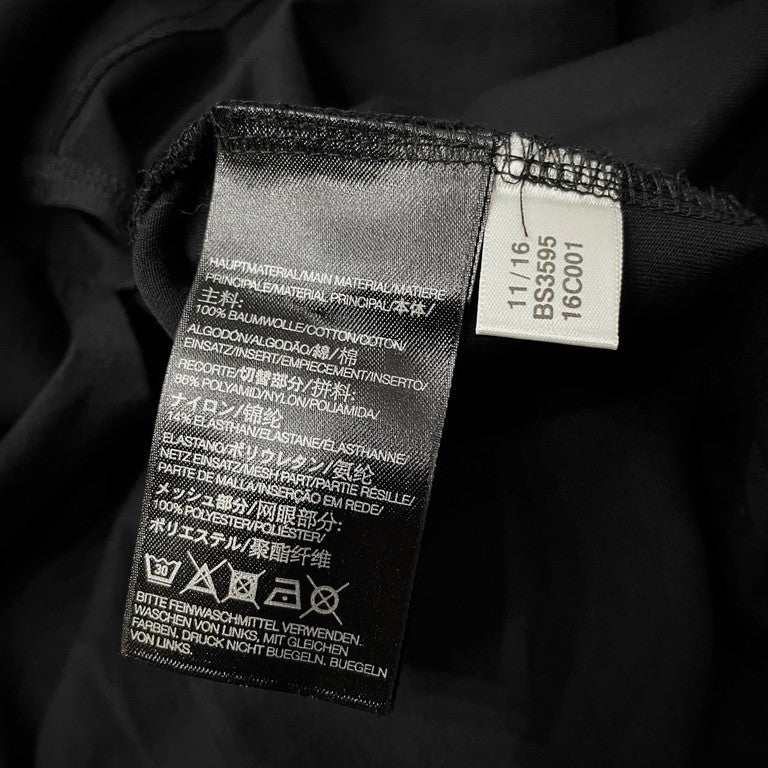 HAUPTMATERIAL/MAIN MATERIAL/MATIÈRE
PRINCIPALE/MATERIAL PRINCIPAL/本体/
主料:
100% BAUMWOLLE/COTTON/COTON/
ALGODÓN/ALGODÃO/綿/棉
EINSATZ/INSERT/EMPIECEMENT/INSERTO/
RECORTE/切替部分/拼料:
86% POLYAMID/NYLON/POLIAMIDA/
ナイロン/锦纶
14% ELASTHAN/ELASTANE/ELASTHANNE/
ELASTANO/ポリウレタン/氨纶
NETZ EINSATZ/MESH PART/PARTIE RÉSILLE/
PARTE DE MALLA/INSERÇÃO EM REDE/
メッシュ部分/网眼部分:
100% POLYESTER/POLIÉSTER/
ポリエステル/聚酯纤维
30
BITTE FEINWASCHMITTEL VERWENDEN.
WASCHEN VON LINKS, MIT GLEICHEN
FARBEN. DRUCK NICHT BUEGELN. BUEGELN
VON LINKS.
11/16
BS3595
16C001